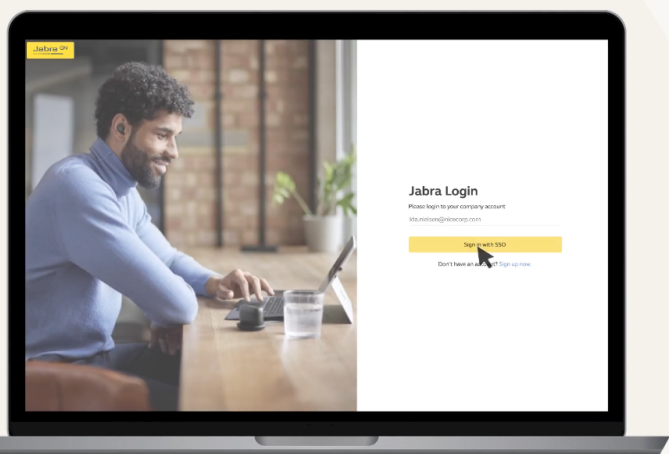 Jabra GN
Jabra Login
Please login to your company account
Sign in with SSO
Don't have an account? Sign up now